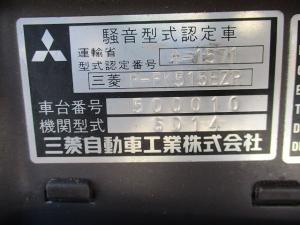 騒音型式認定車
運輸省
型式認定番号
三菱
車台番号 500010
機関型式 6D14
三菱自動車工業株式会社